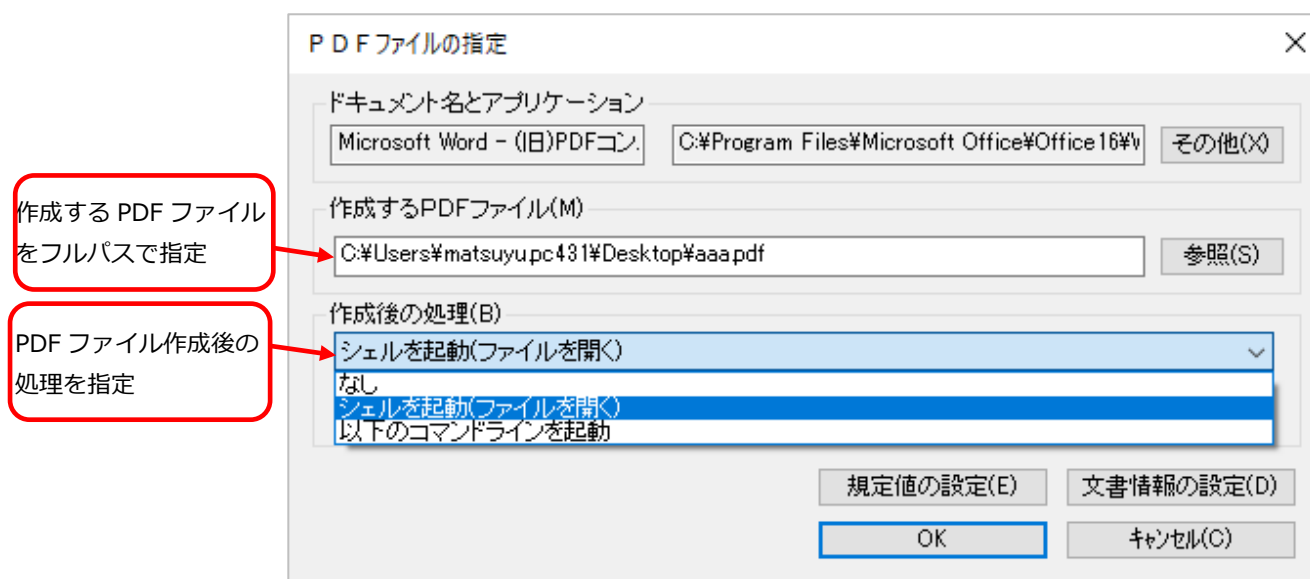 ＰＤＦファイルの指定
ドキュメント名とアプリケーション
Microsoft Word - (旧)PDFコン.
C:¥Program Files¥Microsoft Office¥Office16¥w
その他(X)
作成する PDF ファイル
をフルパスで指定
作成するPDFファイル(M)
C:¥Users¥matsuyu.pc431¥Desktop¥aaa.pdf
参照(S)
PDF ファイル作成後の
処理を指定
作成後の処理(B)
シェルを起動(ファイルを開く)
なし
シェルを起動(ファイルを開く)
以下のコマンドラインを起動
規定値の設定(E)
文書情報の設定(D)
OK
ｷｬﾝｾﾙ(C)